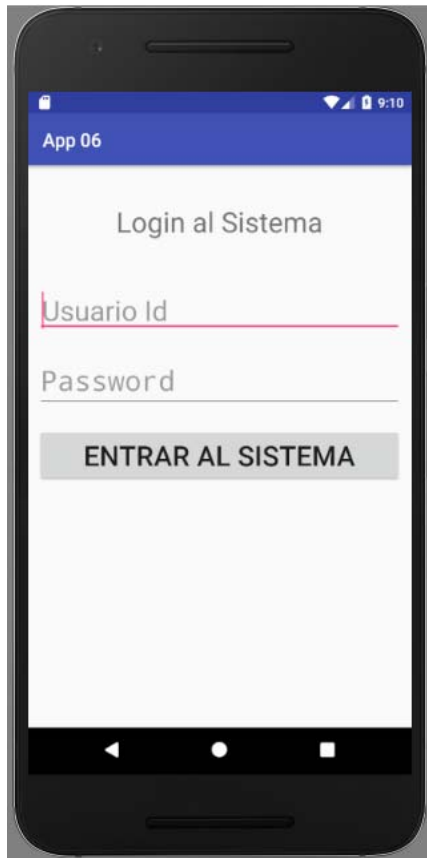 9:10
App 06
Login al Sistema
Usuario Id
Password
ENTRAR AL SISTEMA